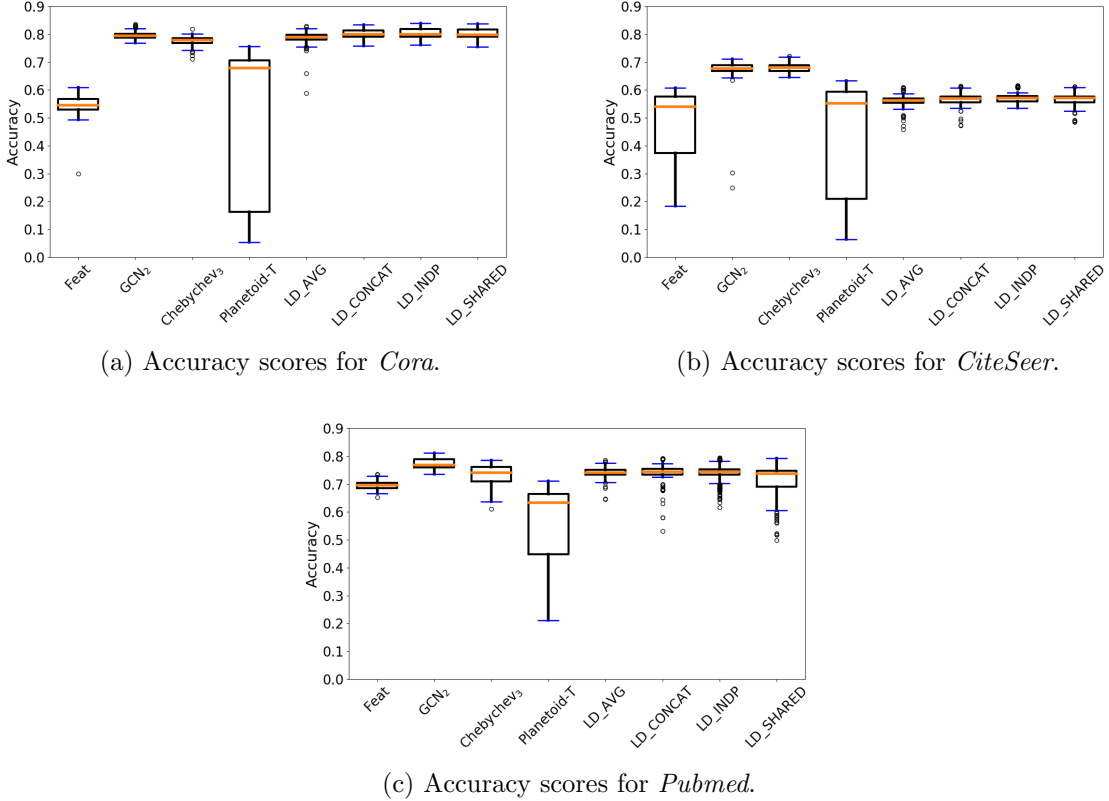 0.9
0.8
0.7
0.6
0.5
0.4
0.3
0.2
0.1
0.0
Accuracy
Feat
GCN₂
Chebychev₃
Planetoid-T
LD_AVG
LD_CONCAT
LD_INDP
LD_SHARED
(a) Accuracy scores for Cora.
0.9
0.8
0.7
0.6
0.5
0.4
0.3
0.2
0.1
0.0
Accuracy
Feat
GCN₂
Chebychev₃
Planetoid-T
LD_AVG
LD_CONCAT
LD_INDP
LD_SHARED
(b) Accuracy scores for CiteSeer.
0.9
0.8
0.7
0.6
0.5
0.4
0.3
0.2
0.1
0.0
Accuracy
Feat
GCN₂
Chebychev₃
Planetoid-T
LD_AVG
LD_CONCAT
LD_INDP
LD_SHARED
(c) Accuracy scores for Pubmed.